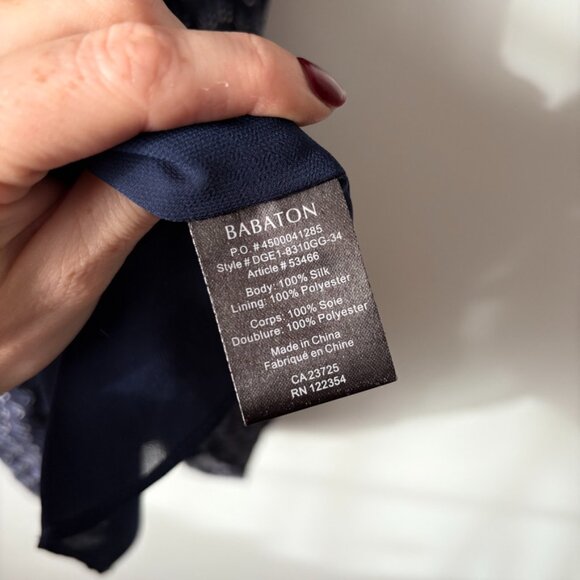 BABATON
P.O. # 4500041285
Style # DGE1-8310GG-34
Article # 53466
Body: 100% Silk
Lining: 100% Polyester
Corps: 100% Soie
Doublure: 100% Polyester
Made in China
Fabriqué en Chine
CA 23725
RN 122354